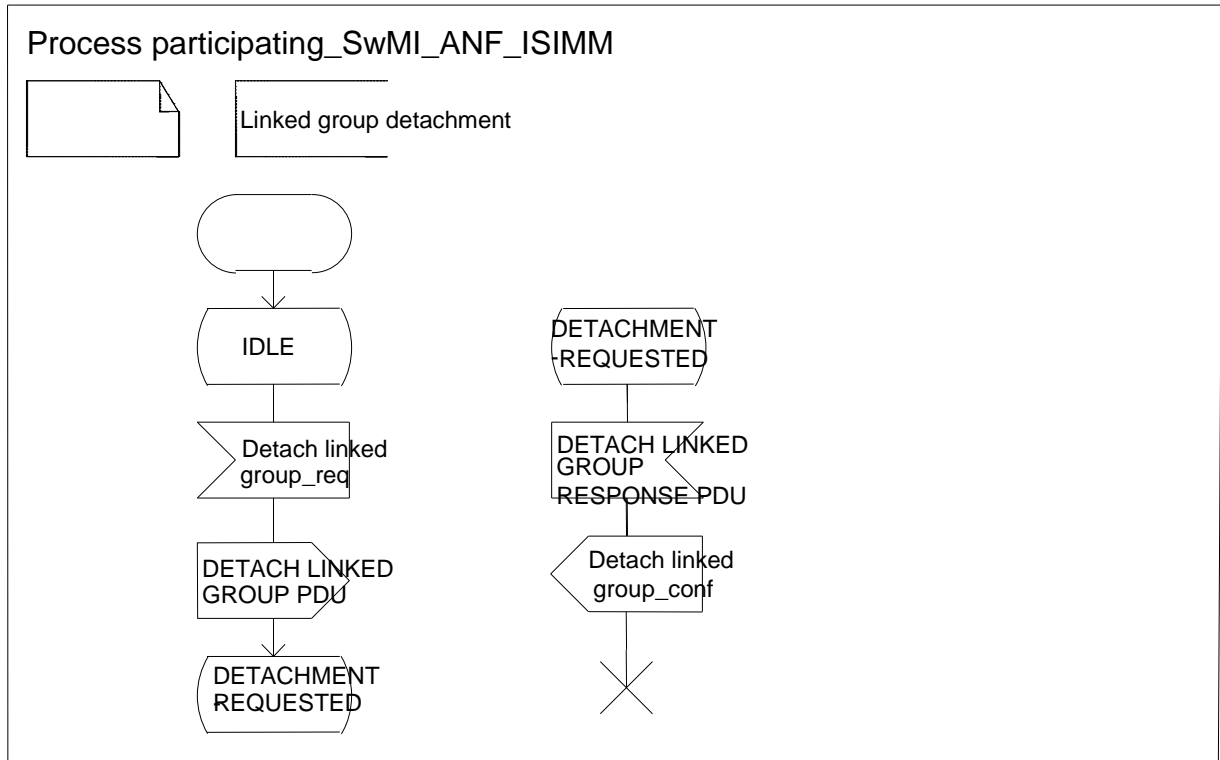 Process participating_SwMI_ANF_ISIMM
Linked group detachment
IDLE
Detach linked
group_req
DETACH LINKED
GROUP PDU
DETACHMENT
-REQUESTED
DETACHMENT
-REQUESTED
DETACH LINKED
GROUP
RESPONSE PDU
Detach linked
group_conf